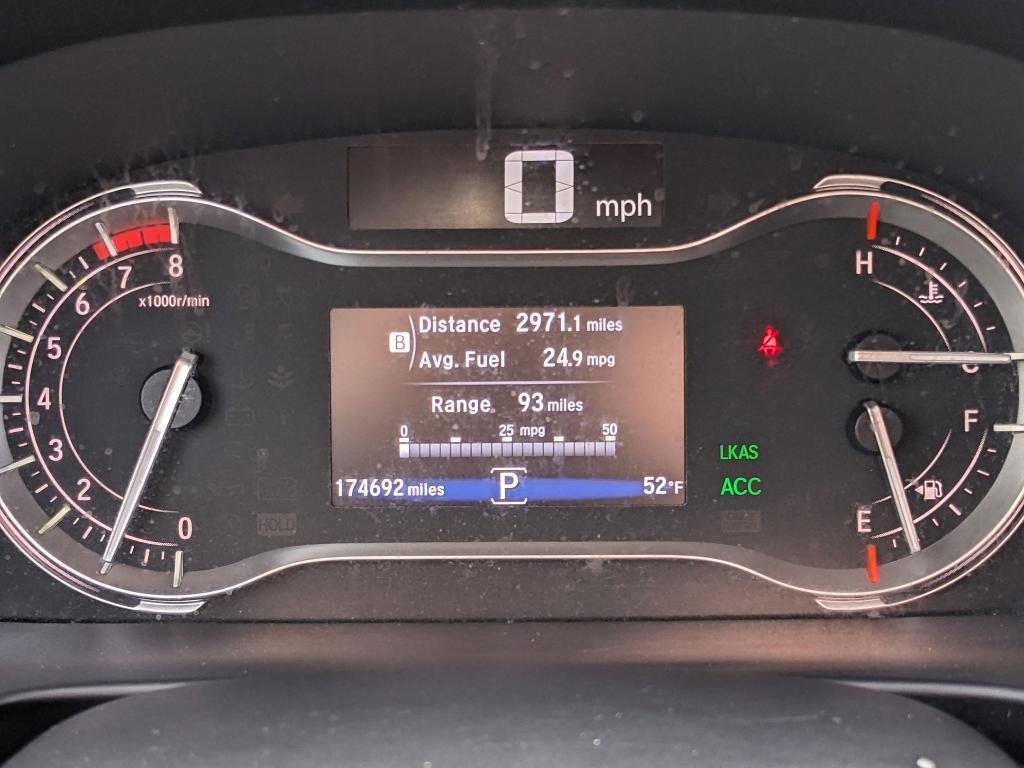 0 mph
8
7
6
5
4
3
2
0
x1000r/min
B Distance 2971.1 miles
Avg. Fuel 24.9 mpg
Range 93 miles
0 25 mpg 50
174692 miles P 52°F
HOLD
LKAS
ACC
H
C
F
E